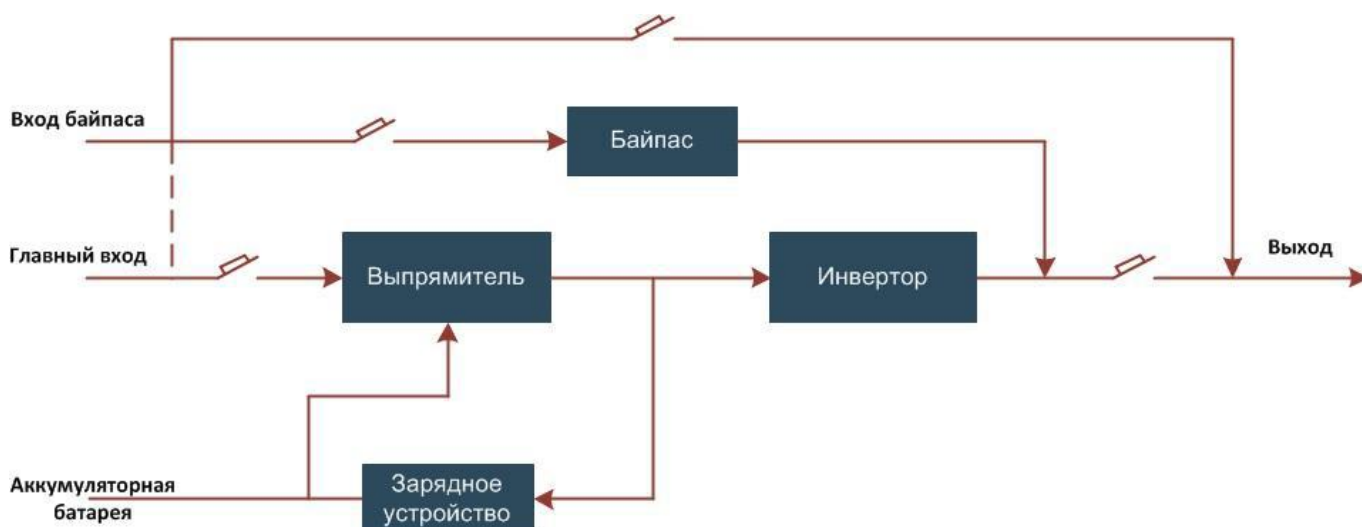 Вход байпаса
Байпас
Главный вход
Выпрямитель
Инвертор
Выход
Аккумуляторная
батарея
Зарядное
устройство